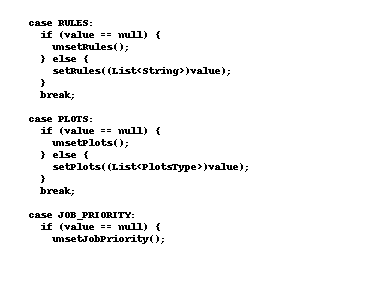 case RULES:
  if (value == null) {
    unsetRules();
  } else {
    setRules((List<String>)value);
  }
  break;

case PLOTS:
  if (value == null) {
    unsetPlots();
  } else {
    setPlots((List<PlotsType>)value);
  }
  break;

case JOB_PRIORITY:
  if (value == null) {
    unsetJobPriority();